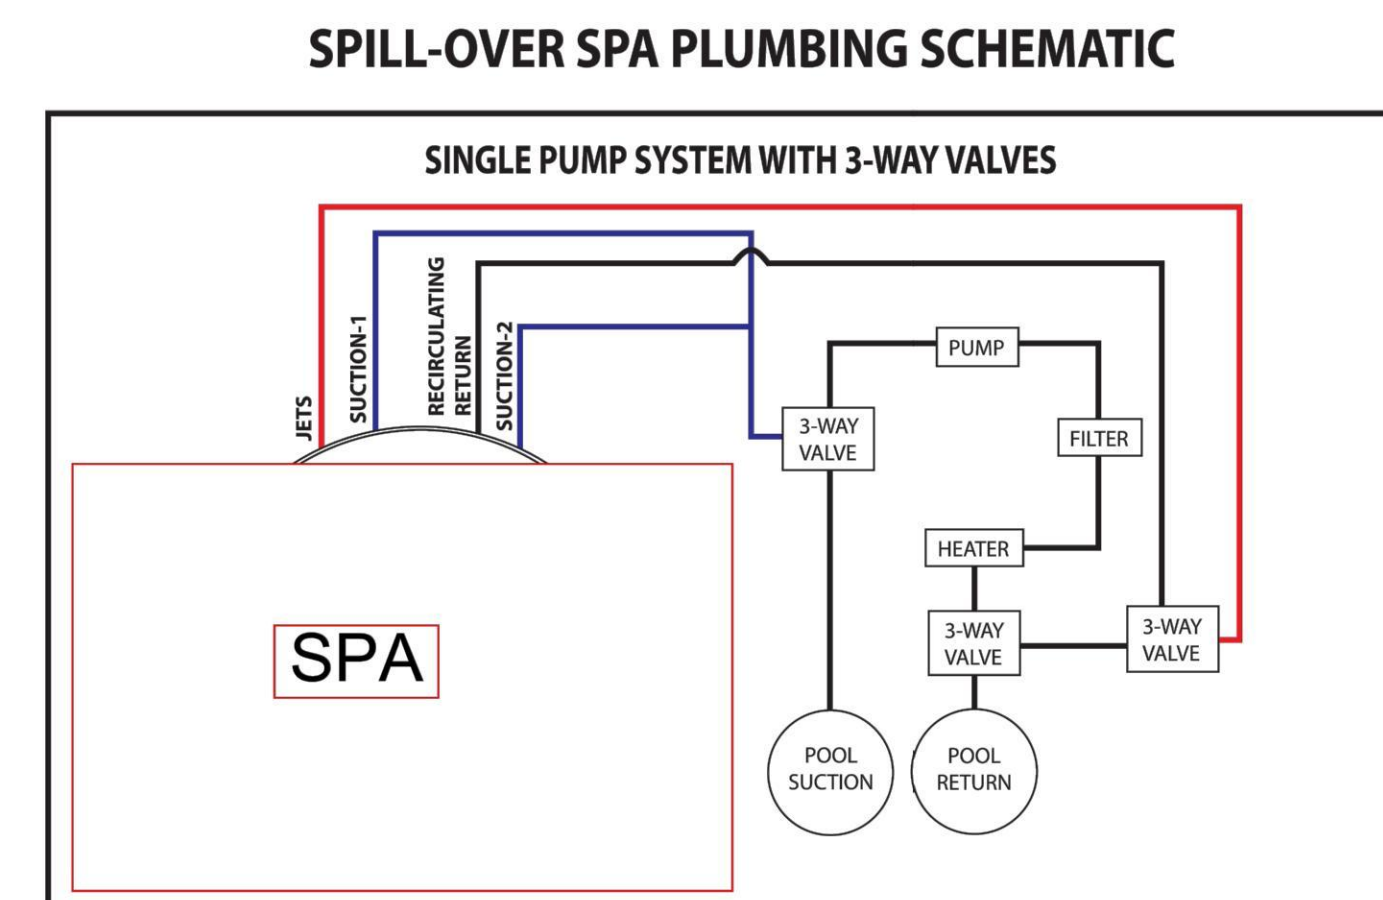 SPILL-OVER SPA PLUMBING SCHEMATIC
SINGLE PUMP SYSTEM WITH 3-WAY VALVES
JETS
SUCTION-1
RECIRCULATING
RETURN
SUCTION-2
PUMP
3-WAY
VALVE
FILTER
HEATER
3-WAY
VALVE
3-WAY
VALVE
SPA
POOL
SUCTION
POOL
RETURN